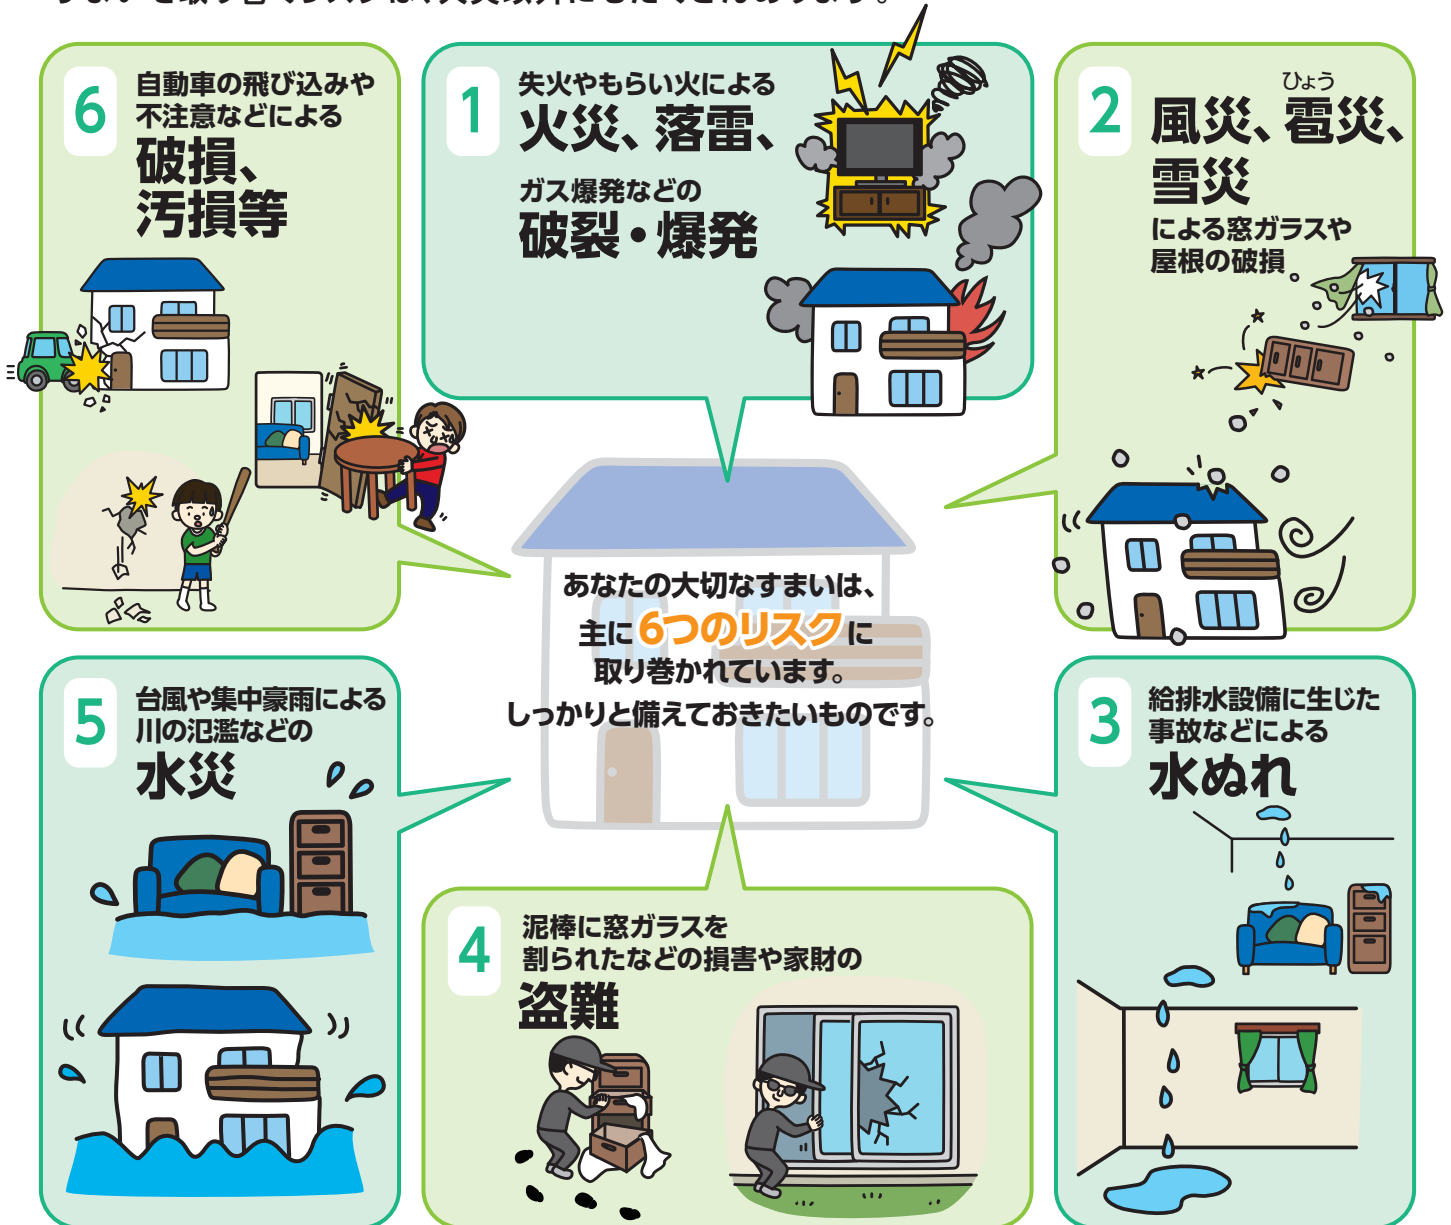 1
失火やもらい火による
火災、落雷、
ガス爆発などの
破裂・爆発
2
ひょう
風災、雹災、
雪災
による窓ガラスや
屋根の破損
3
給排水設備に生じた
事故などによる
水ぬれ
4
泥棒に窓ガラスを
割られたなどの損害や家財の
盗難
5
台風や集中豪雨による
川の氾濫などの
水災
6
自動車の飛び込みや
不注意などによる
破損、
汚損等
あなたの大切なすまいは、
主に6つのリスクに
取り巻かれています。
しっかりと備えておきたいものです。